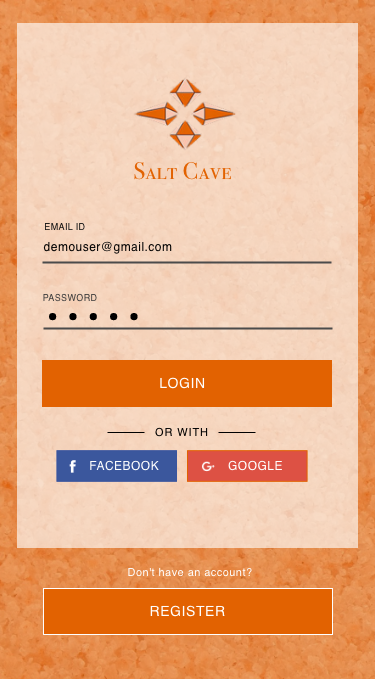 SALT CAVE
EMAIL ID
demouser@gmail.com
PASSWORD
LOGIN
OR WITH
f FACEBOOK
G GOOGLE
Don't have an account?
REGISTER